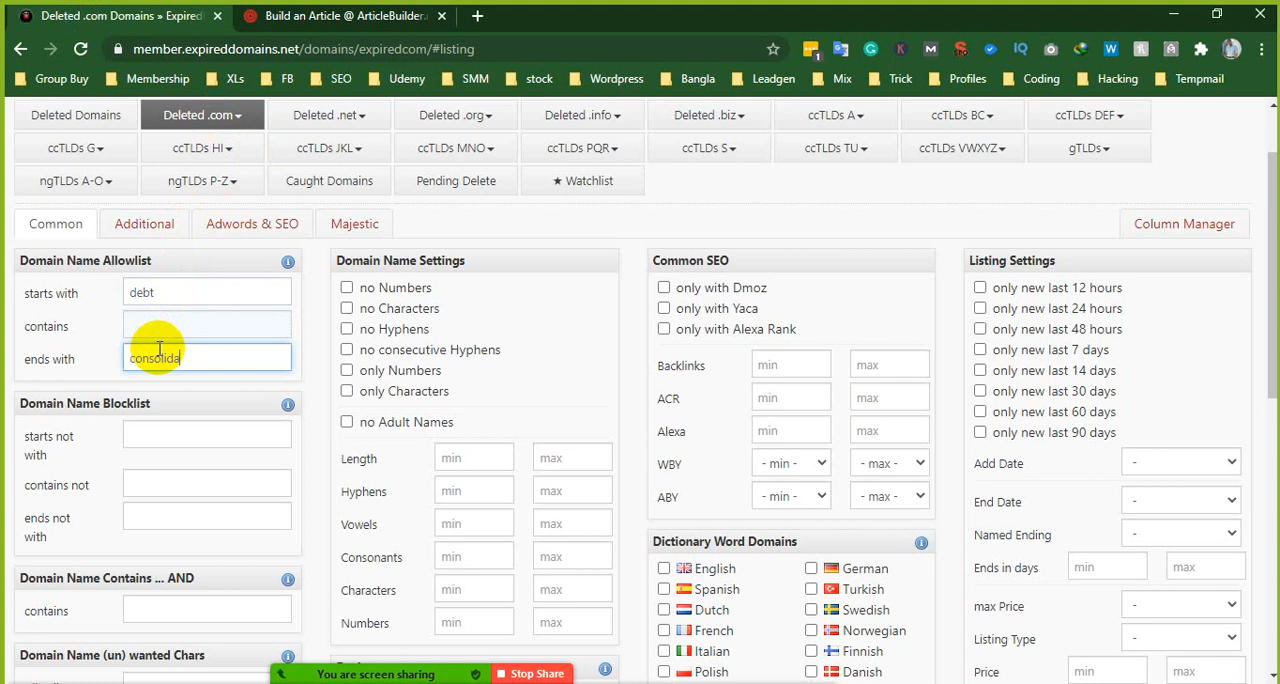 Deleted .com Domains » Expired
Build an Article @ ArticleBuilder.
member.expireddomains.net/domains/expiredcom/#listing
Group Buy Membership XLs FB SEO Udemy SMM stock Wordpress Bangla Leadgen Mix Trick Profiles Coding Hacking Tempmail
Deleted Domains Deleted .com Deleted .net Deleted .org Deleted .info Deleted .biz ccTLDs A ccTLDs BC ccTLDs DEF
ccTLDs G ccTLDs HI ccTLDs JKL ccTLDs MNO ccTLDs PQR ccTLDs S ccTLDs TU ccTLDs VWXYZ gTLDs
ngTLDs A-O ngTLDs P-Z Caught Domains Pending Delete ★ Watchlist
Common Additional Adwords & SEO Majestic Column Manager
Domain Name Allowlist
starts with debt
contains
ends with consolida
Domain Name Blocklist
starts not
with
contains not
ends not
with
Domain Name Contains ... AND
contains
Domain Name (un) wanted Chars
Domain Name Settings
no Numbers
no Characters
no Hyphens
no consecutive Hyphens
only Numbers
only Characters
no Adult Names
Length min max
Hyphens min max
Vowels min max
Consonants min max
Characters min max
Numbers min max
Common SEO
only with Dmoz
only with Yaca
only with Alexa Rank
Backlinks min max
ACR min max
Alexa min max
WBY - min - - max -
ABY - min - - max -
Dictionary Word Domains
English German
Spanish Turkish
Dutch Swedish
French Norwegian
Italian Finnish
Polish Danish
Listing Settings
only new last 12 hours
only new last 24 hours
only new last 48 hours
only new last 7 days
only new last 14 days
only new last 30 days
only new last 60 days
only new last 90 days
Add Date -
End Date -
Named Ending -
Ends in days min max
max Price -
Listing Type -
Price min max
You are screen sharing Stop Share